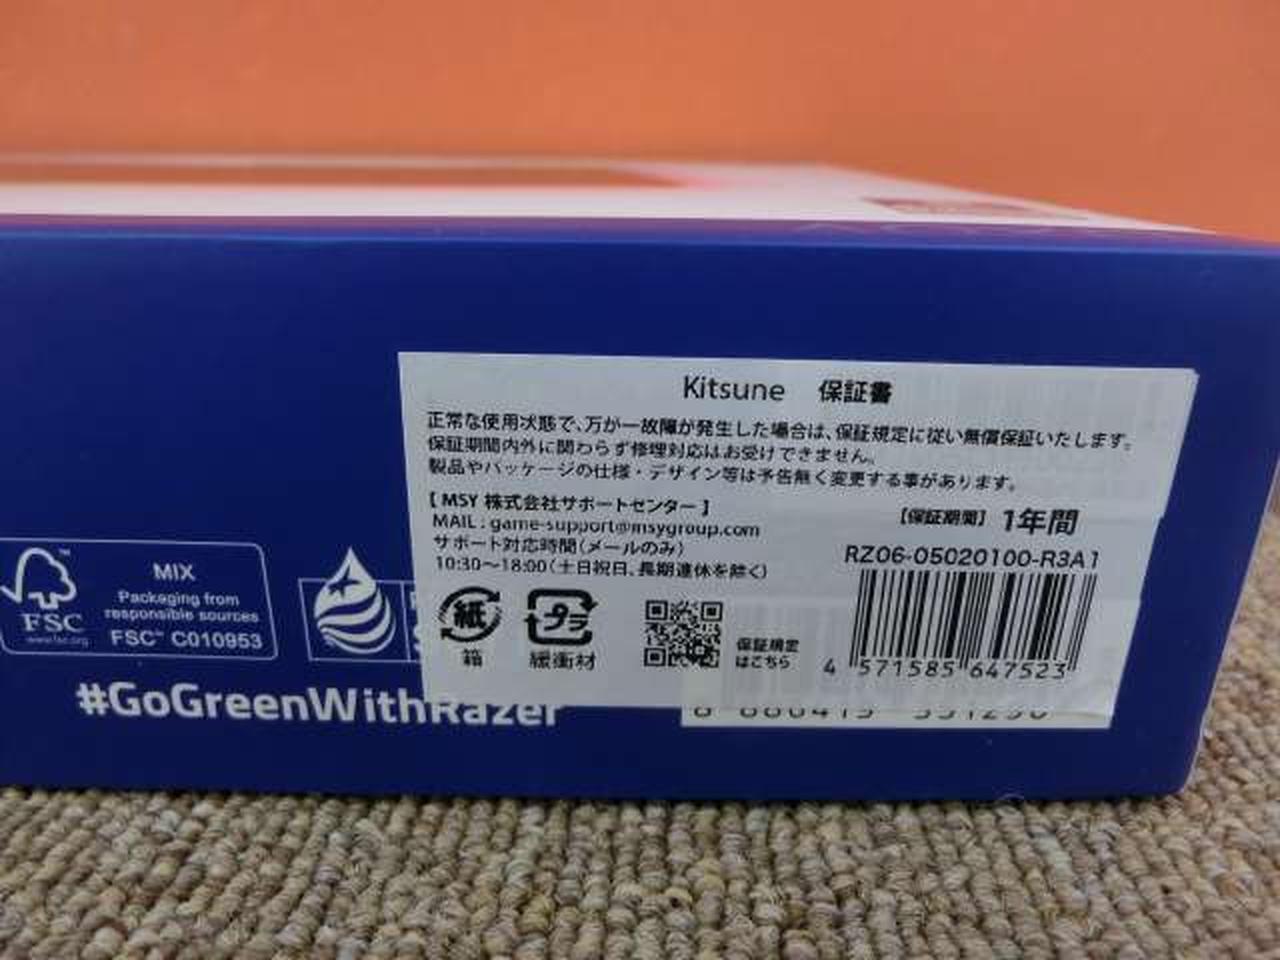 Kitsune 保証書
正常な使用状態で、万が一故障が発生した場合は、保証規定に従い無償保証いたします。
保証期間内外に関わらず修理対応はお受けできません。
製品やパッケージの仕様・デザイン等は予告無く変更する事があります。
【 MSY 株式会社サポートセンター 】
MAIL : game-support@msygroup.com
サポート対応時間（メールのみ）
10:30～18:00（土日祝日、長期連休を除く）
【保証期間】 1年間
RZ06-05020100-R3A1
4 571585 647523
紙
箱
プラ
緩衝材
保証規定
はこちら
FSC
www.fsc.org
MIX
Packaging from
responsible sources
FSC™ C010953
#GoGreenWithRazer